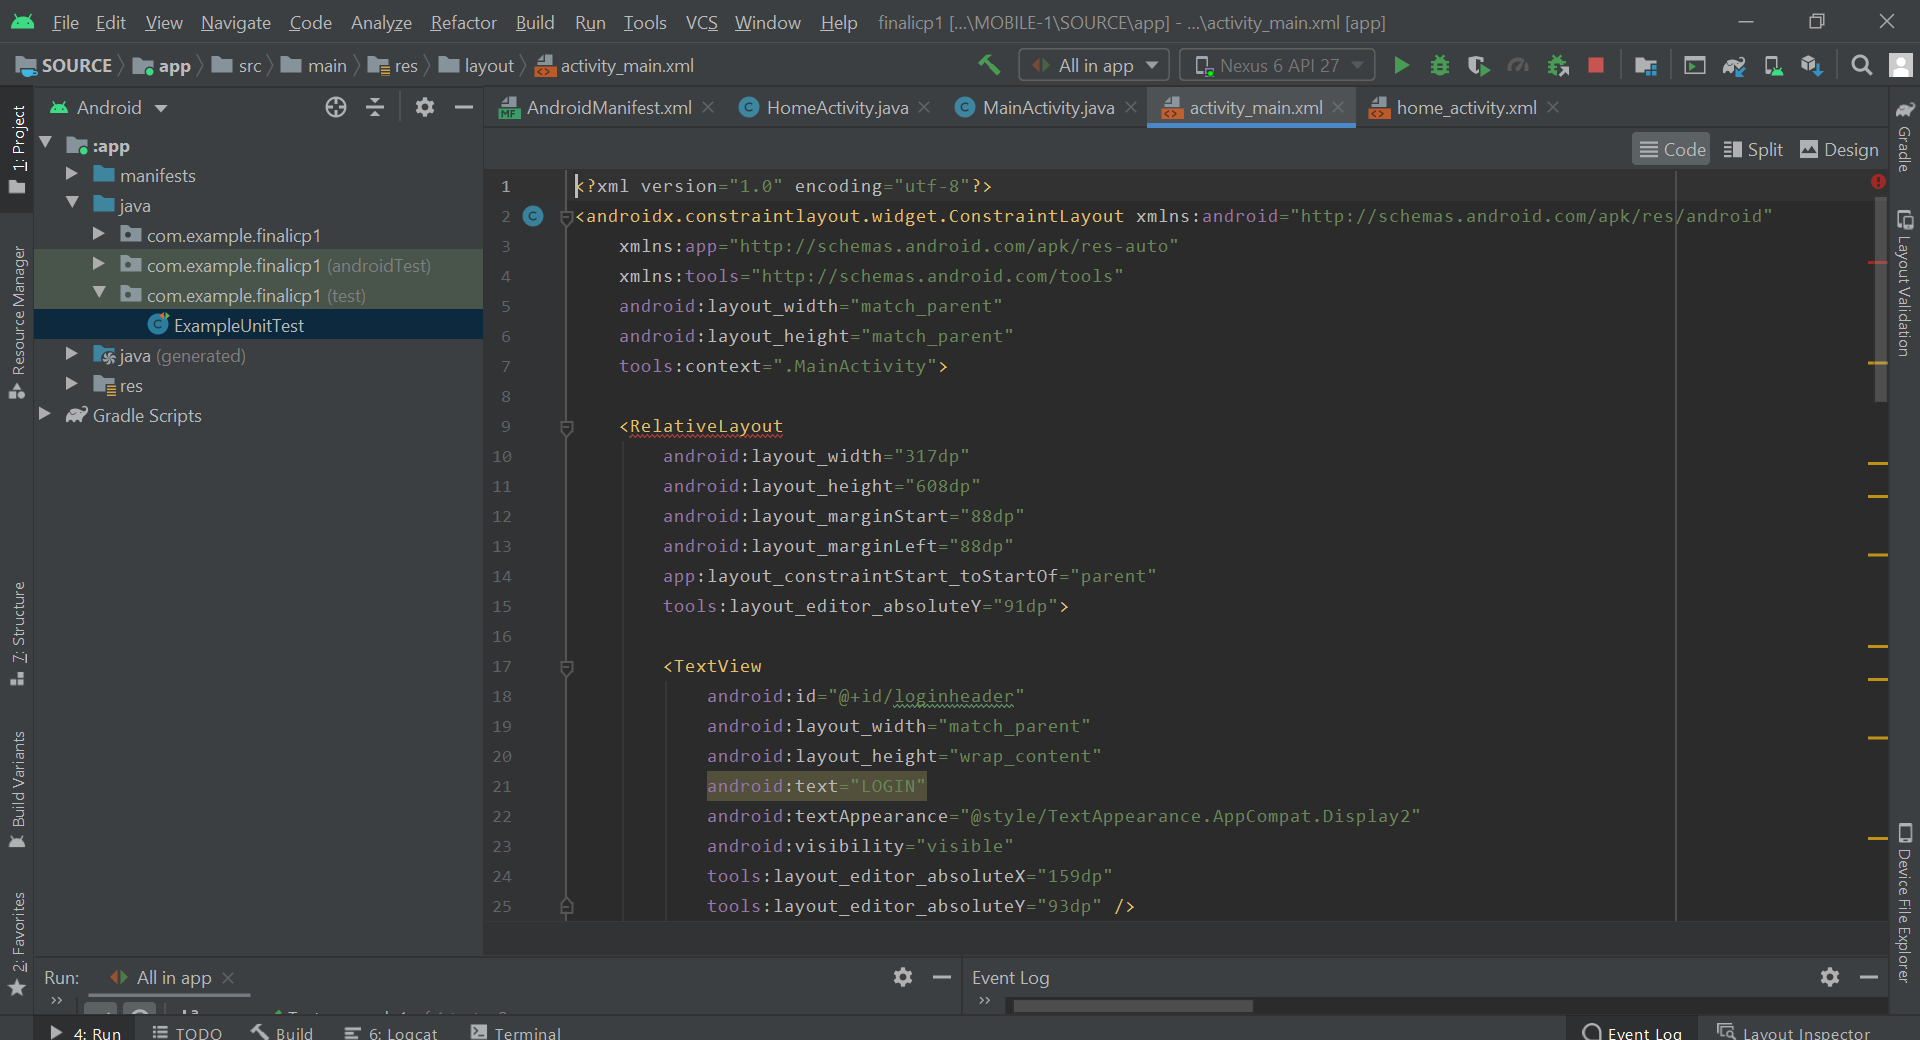 File Edit View Navigate Code Analyze Refactor Build Run Tools VCS Window Help finalicp1 [...\MOBILE-1\SOURCE\app] - ...\activity_main.xml [app]
SOURCE app src main res layout activity_main.xml All in app Nexus 6 API 27
Android
AndroidManifest.xml HomeActivity.java MainActivity.java activity_main.xml home_activity.xml
Code Split Design
1: Project
Resource Manager
7: Structure
Build Variants
2: Favorites
:app
manifests
java
com.example.finalicp1
com.example.finalicp1 (androidTest)
com.example.finalicp1 (test)
ExampleUnitTest
java (generated)
res
Gradle Scripts
1 <?xml version="1.0" encoding="utf-8"?>
2 <androidx.constraintlayout.widget.ConstraintLayout xmlns:android="http://schemas.android.com/apk/res/android"
3 xmlns:app="http://schemas.android.com/apk/res-auto"
4 xmlns:tools="http://schemas.android.com/tools"
5 android:layout_width="match_parent"
6 android:layout_height="match_parent"
7 tools:context=".MainActivity">
8
9 <RelativeLayout
10 android:layout_width="317dp"
11 android:layout_height="608dp"
12 android:layout_marginStart="88dp"
13 android:layout_marginLeft="88dp"
14 app:layout_constraintStart_toStartOf="parent"
15 tools:layout_editor_absoluteY="91dp">
16
17 <TextView
18 android:id="@+id/loginheader"
19 android:layout_width="match_parent"
20 android:layout_height="wrap_content"
21 android:text="LOGIN"
22 android:textAppearance="@style/TextAppearance.AppCompat.Display2"
23 android:visibility="visible"
24 tools:layout_editor_absoluteX="159dp"
25 tools:layout_editor_absoluteY="93dp" />
Gradle
Layout Validation
Device File Explorer
Run: All in app
Event Log
4: Run TODO Build 6: Logcat Terminal Event Log Layout Inspector